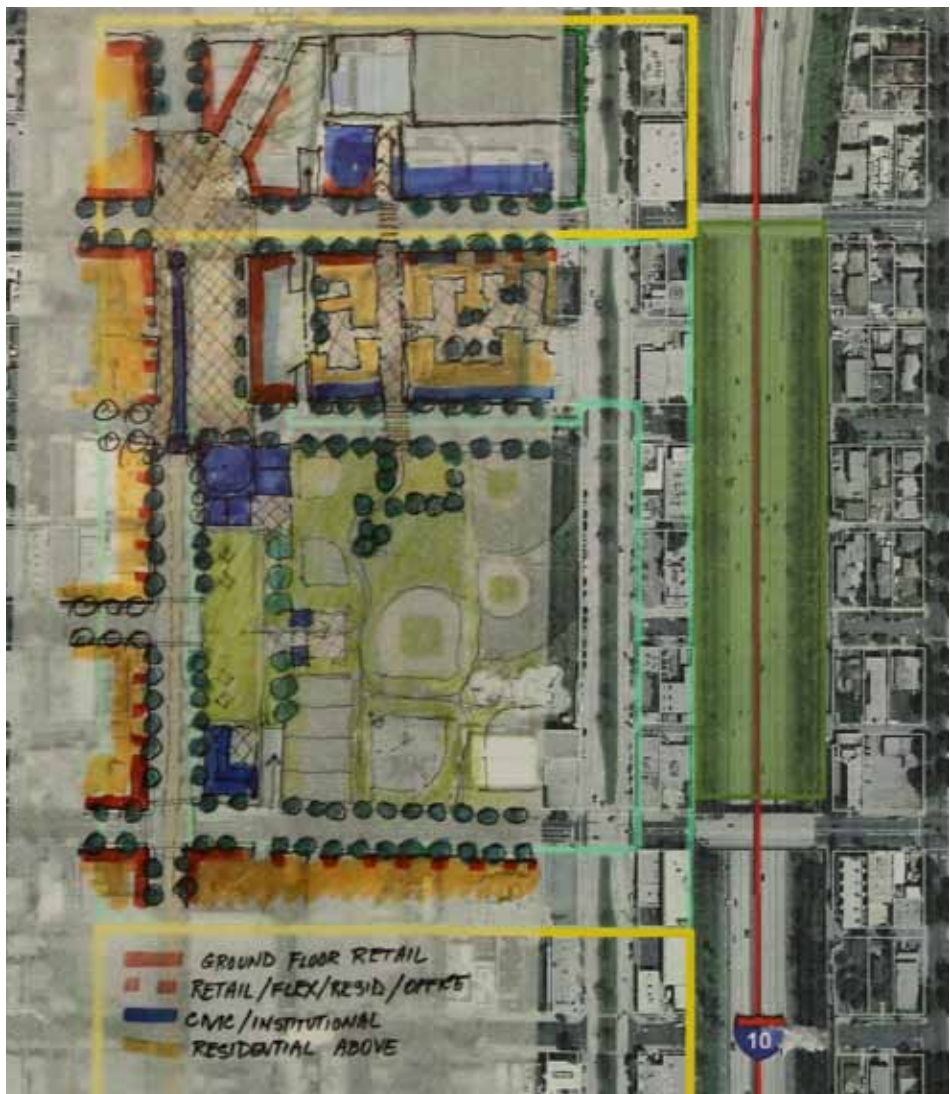 GROUND FLOOR RETAIL
RETAIL/FLEX/RESID/OFFICE
CIVIC/INSTITUTIONAL
RESIDENTIAL ABOVE
10